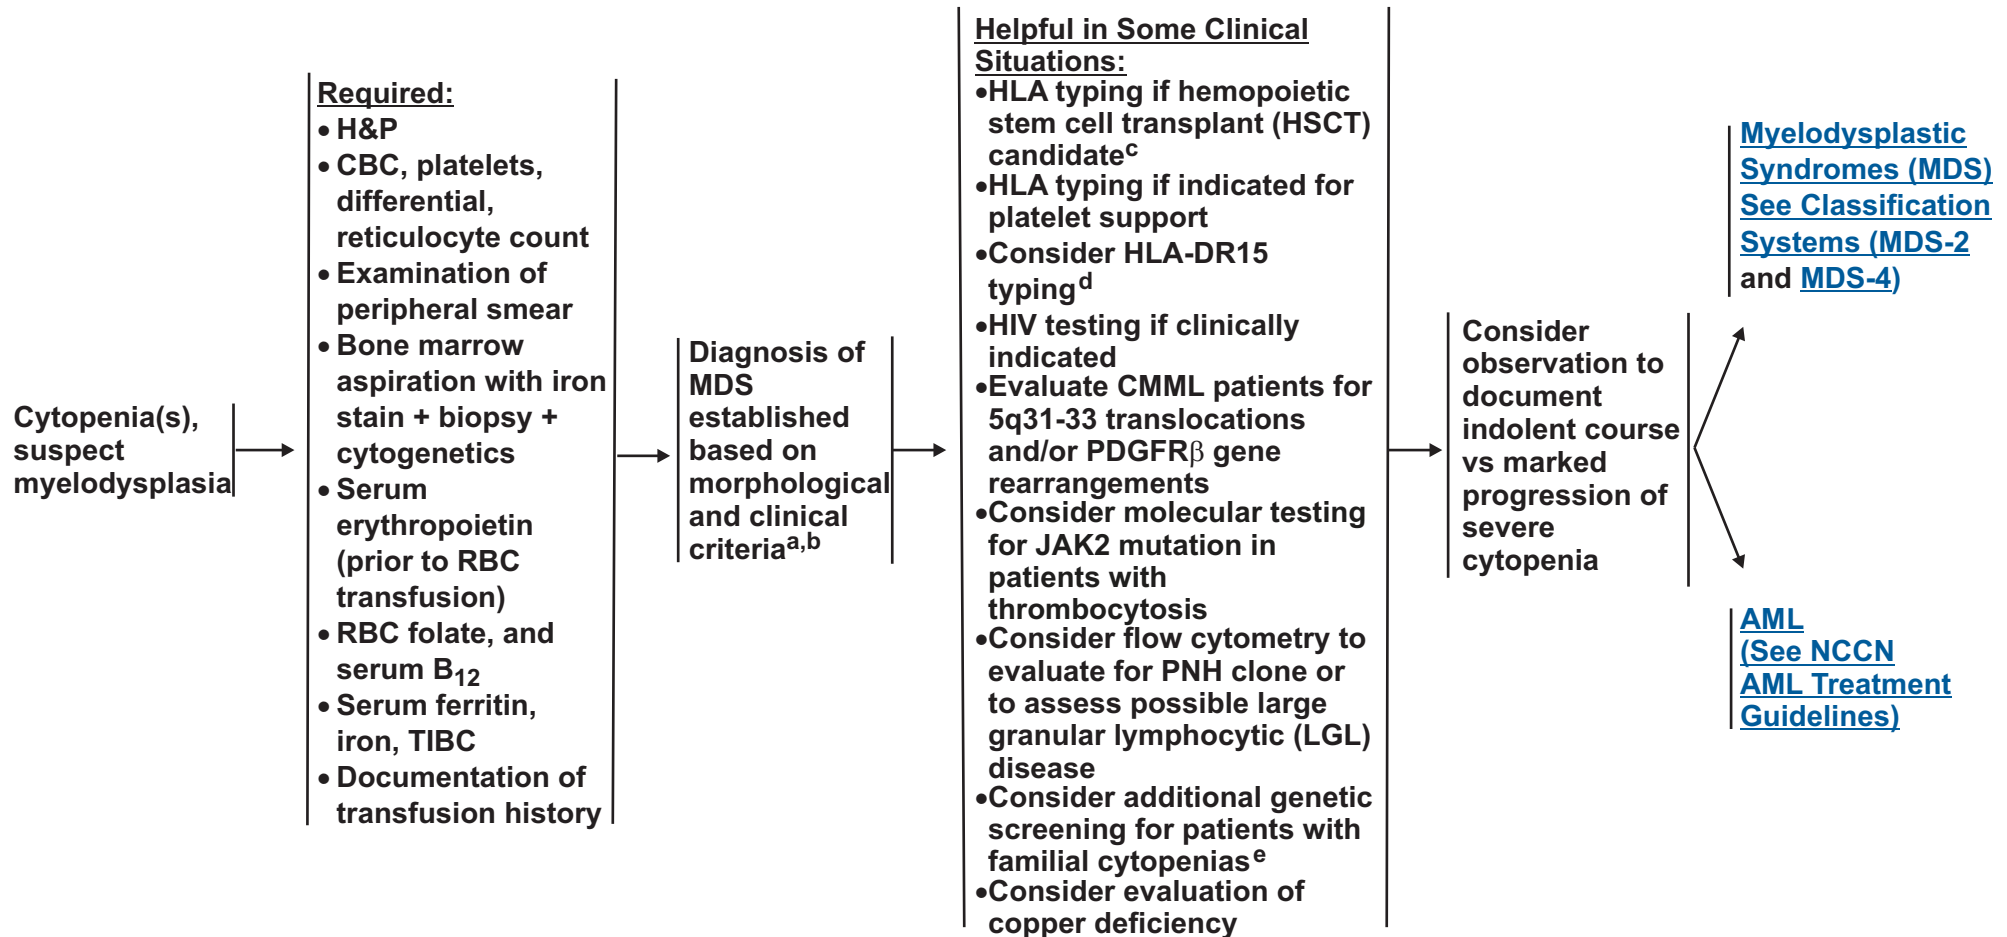 Cytopenia(s),
suspect
myelodysplasia
Required:
• H&P
• CBC, platelets,
differential,
reticulocyte count
• Examination of
peripheral smear
• Bone marrow
aspiration with iron
stain + biopsy +
cytogenetics
• Serum
erythropoietin
(prior to RBC
transfusion)
• RBC folate, and
serum B12
• Serum ferritin,
iron, TIBC
• Documentation of
transfusion history
Diagnosis of
MDS
established
based on
morphological
and clinical
criteria a,b
Helpful in Some Clinical
Situations:
•HLA typing if hemopoietic
stem cell transplant (HSCT)
candidate c
•HLA typing if indicated for
platelet support
•Consider HLA-DR15
typing d
•HIV testing if clinically
indicated
•Evaluate CMML patients for
5q31-33 translocations
and/or PDGFRβ gene
rearrangements
•Consider molecular testing
for JAK2 mutation in
patients with
thrombocytosis
•Consider flow cytometry to
evaluate for PNH clone or
to assess possible large
granular lymphocytic (LGL)
disease
•Consider additional genetic
screening for patients with
familial cytopenias e
•Consider evaluation of
copper deficiency
Consider
observation to
document
indolent course
vs marked
progression of
severe
cytopenia
Myelodysplastic
Syndromes (MDS)
See Classification
Systems (MDS-2
and MDS-4)
AML
(See NCCN
AML Treatment
Guidelines)